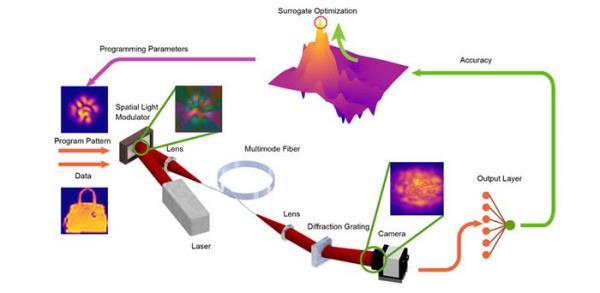 Surrogate Optimization
Programming Parameters
Accuracy
Spatial Light
Modulator
Lens
Multimode Fiber
Program Pattern
Data
Output Layer
Lens
Diffraction Grating
Camera
Laser